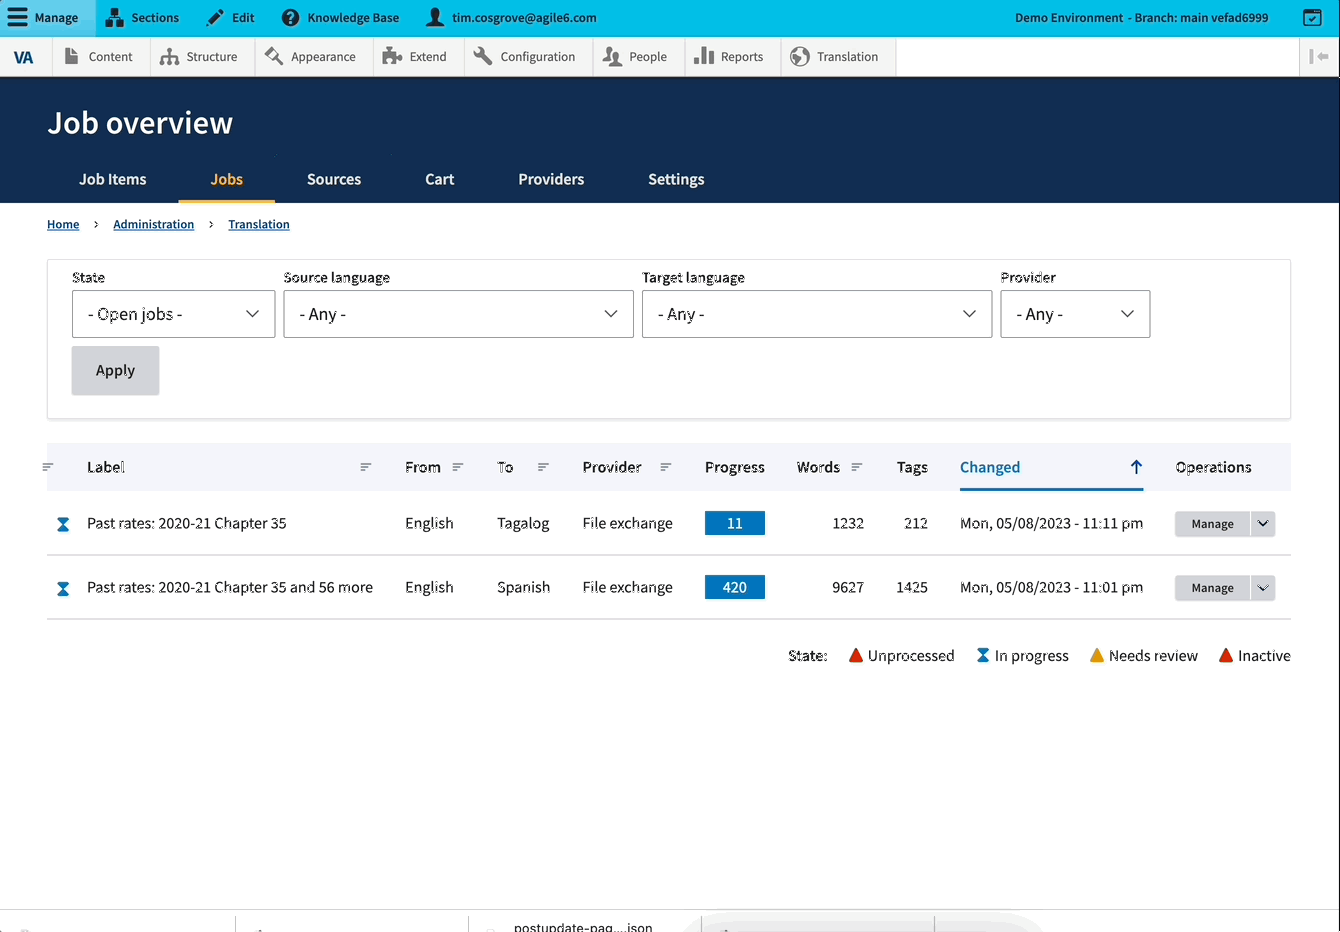 Manage Sections Edit Knowledge Base tim.cosgrove@agile6.com Demo Environment - Branch: main vefad6999
VA Content Structure Appearance Extend Configuration People Reports Translation
Job overview
Job Items Jobs Sources Cart Providers Settings
Home Administration Translation
State Source language Target language Provider
- Open jobs - - Any - - Any - - Any -
Apply
Label From To Provider Progress Words Tags Changed Operations
Past rates: 2020-21 Chapter 35 English Tagalog File exchange 11 1232 212 Mon, 05/08/2023 - 11:11 pm Manage
Past rates: 2020-21 Chapter 35 and 56 more English Spanish File exchange 420 9627 1425 Mon, 05/08/2023 - 11:01 pm Manage
State: Unprocessed In progress Needs review Inactive
postupdate-pag....json